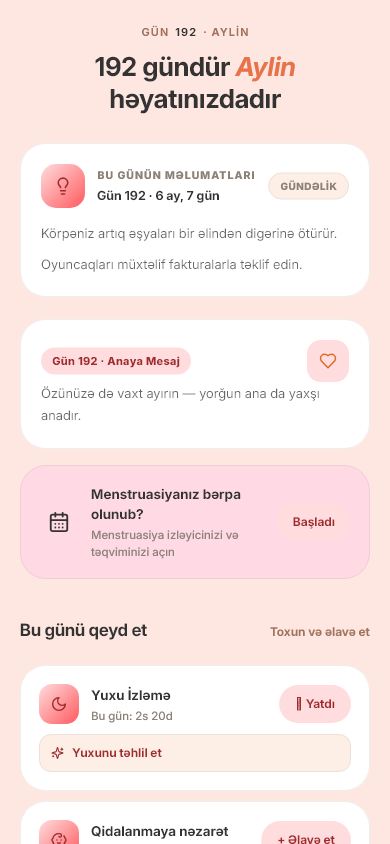 GÜN 192 · AYLİN
192 gündür Aylin
həyatınızdadır
BU GÜNÜN MƏLUMATLARI
Gün 192 · 6 ay, 7 gün
GÜNDƏLİK
Körpəniz artıq əşyaları bir əlindən digərinə ötürür.
Oyuncaqları müxtəlif fakturalarla təklif edin.
Gün 192 · Anaya Mesaj
Özünüzə də vaxt ayırın — yorğun ana da yaxşı
anadır.
Menstruasiyanız bərpa
olunub?
Menstruasiya izləyicinizi və
təqviminizi açın
Başladı
Bu günü qeyd et
Toxun və əlavə et
Yuxu İzləmə
Bu gün: 2s 20d
Yatdı
Yuxunu təhlil et
Qidalanmaya nəzarət
+ Əlavə et